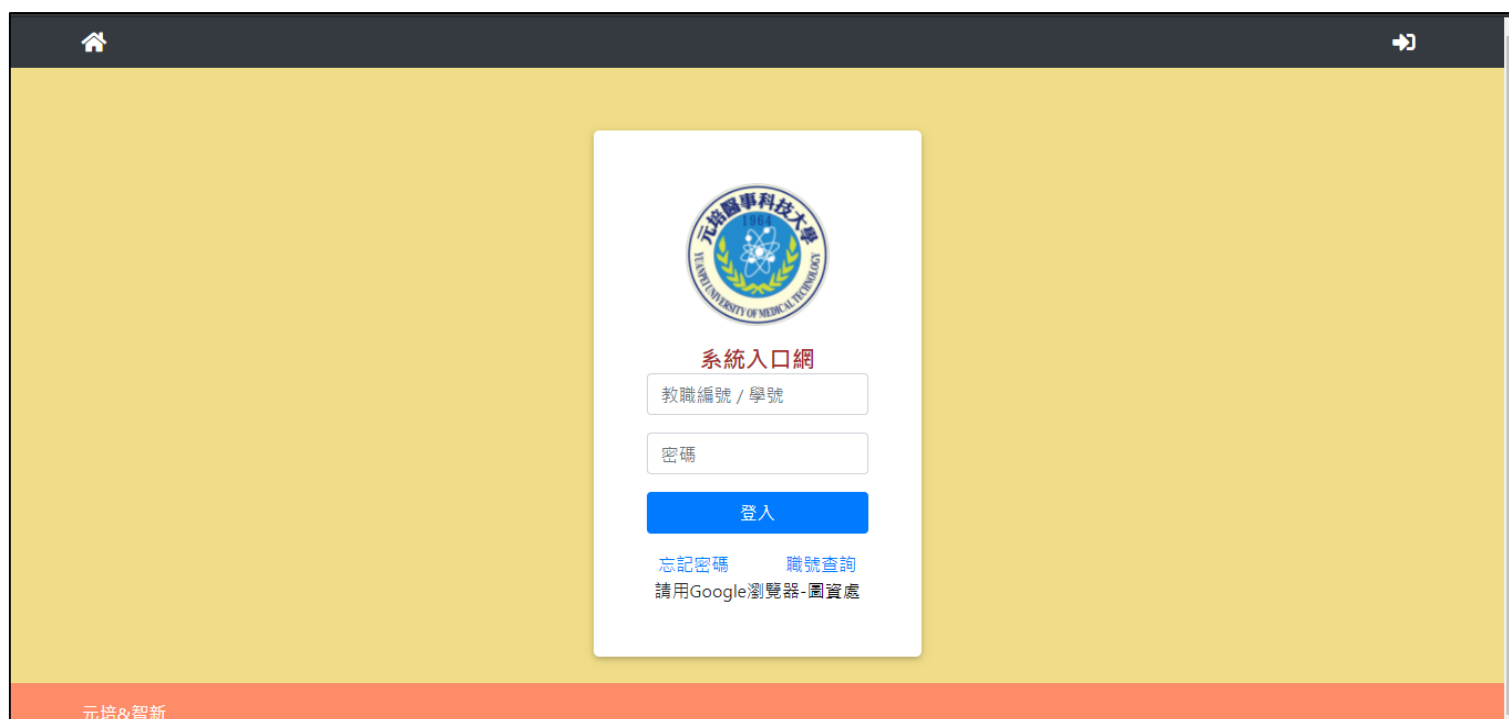 元培醫事科技大學
1964
YUANPEI UNIVERSITY OF MEDICAL TECHNOLOGY
系統入口網
教職編號 / 學號
密碼
登入
忘記密碼 職號查詢
請用Google瀏覽器-圖資處
元培&智新